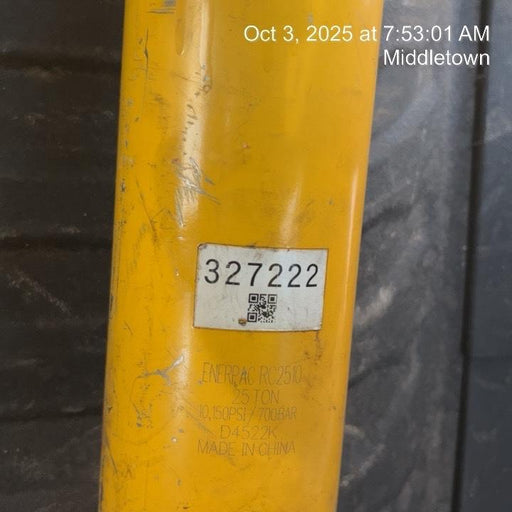 Oct 3, 2025 at 7:53:01 AM
Middletown
327222
ENERPAC RC2510
25 TON
10,150PSI / 700BAR
D4522K
MADE IN CHINA